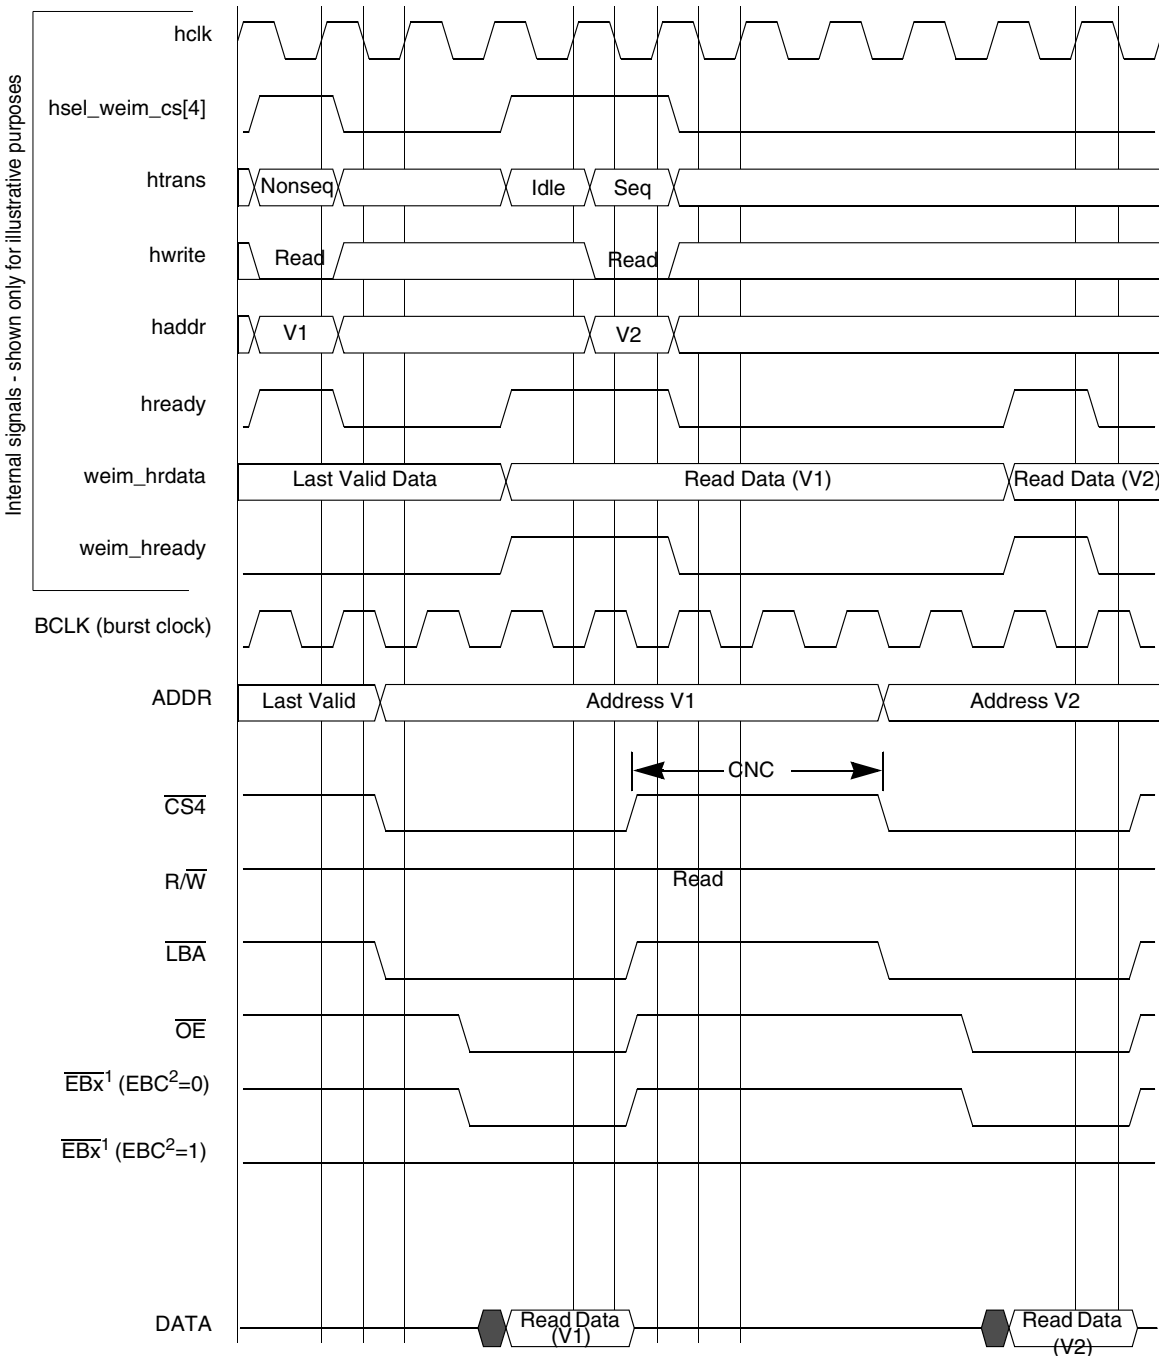 Internal signals - shown only for illustrative purposes
hclk
hsel_weim_cs[4]
htrans Nonseq Idle Seq
hwrite Read Read
haddr V1 V2
hready
weim_hrdata Last Valid Data Read Data (V1) Read Data (V2)
weim_hready
BCLK (burst clock)
ADDR Last Valid Address V1 Address V2
CNC
CS4
R/W
Read
LBA
OE
EBx1 (EBC2=0)
EBx1 (EBC2=1)
DATA Read Data Read Data
(V1) (V2)